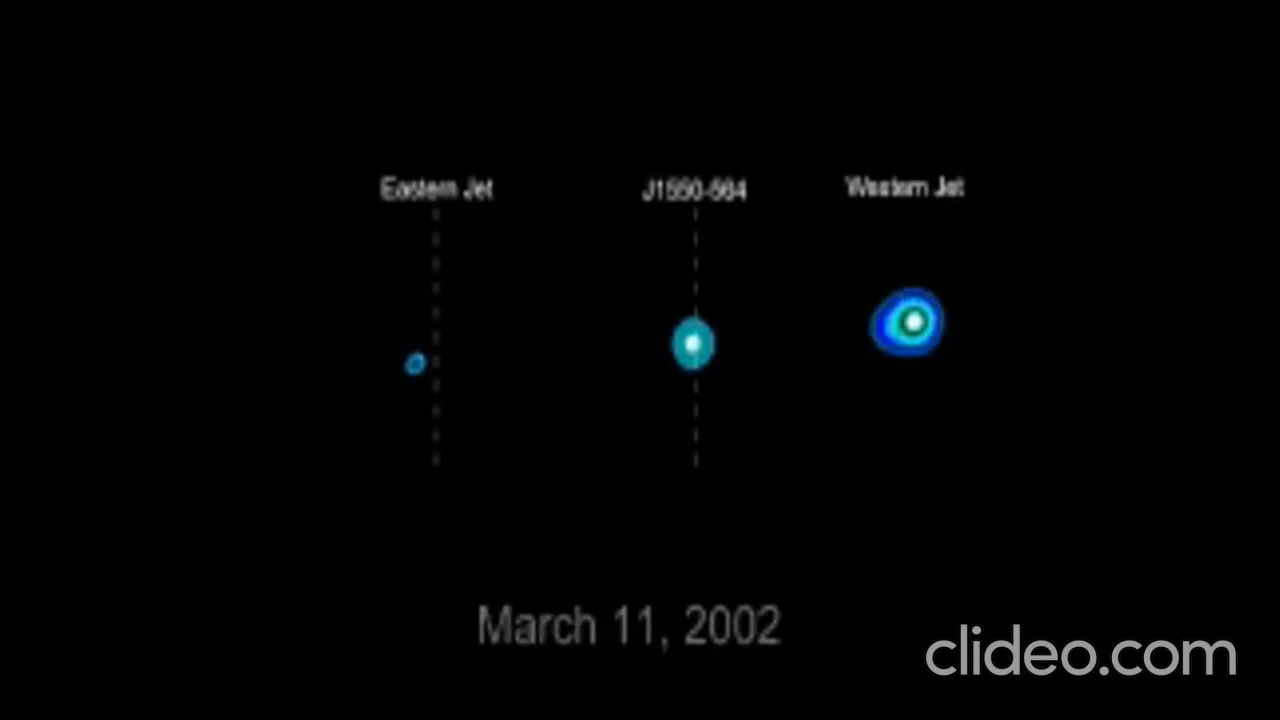 Eastern Jet
J1550-564
Western Jet
March 11, 2002
clideo.com